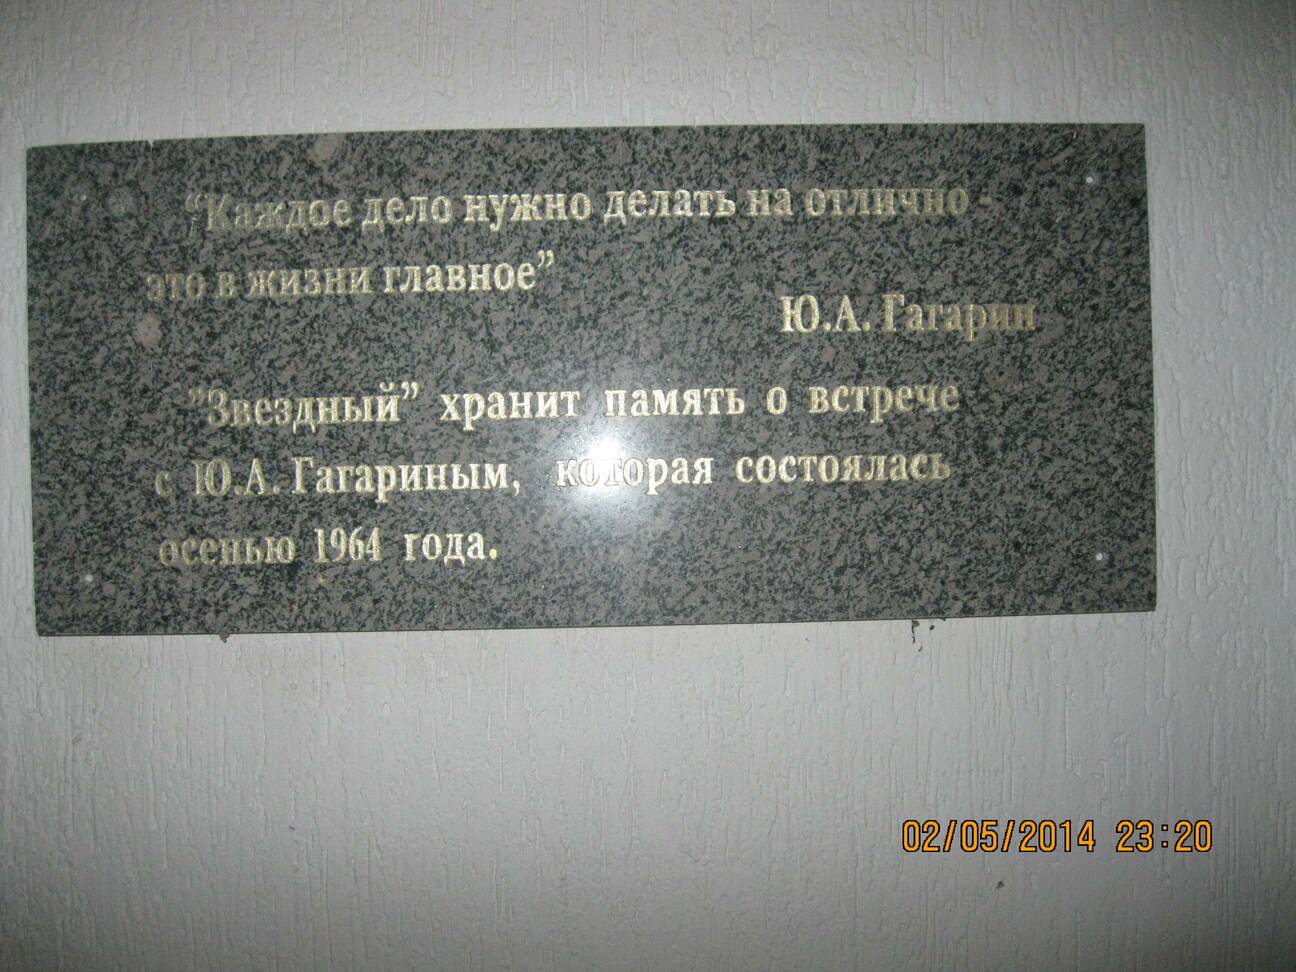 “Каждое дело нужно делать на отлично -
это в жизни главное”
Ю.А. Гагарин
”Звездный” хранит память о встрече
с Ю.А. Гагариным, которая состоялась
осенью 1964 года.
02/05/2014 23:20